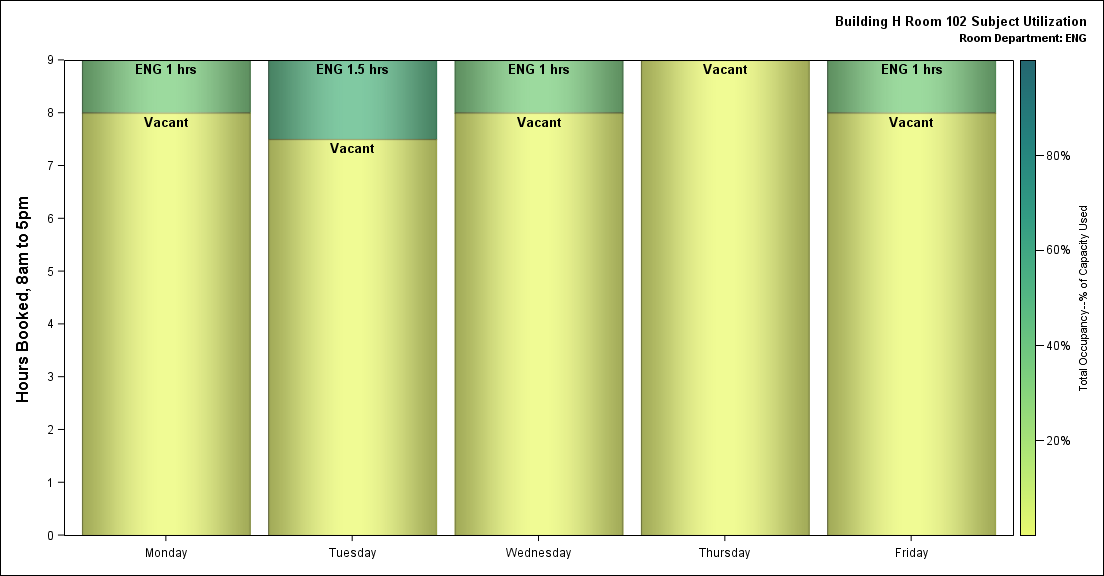 Building H Room 102 Subject Utilization
Room Department: ENG
Hours Booked, 8am to 5pm
9
8
7
6
5
4
3
2
1
0
ENG 1 hrs
Vacant
ENG 1.5 hrs
Vacant
ENG 1 hrs
Vacant
Vacant
ENG 1 hrs
Vacant
Monday
Tuesday
Wednesday
Thursday
Friday
80%
60%
40%
20%
Total Occupancy--% of Capacity Used